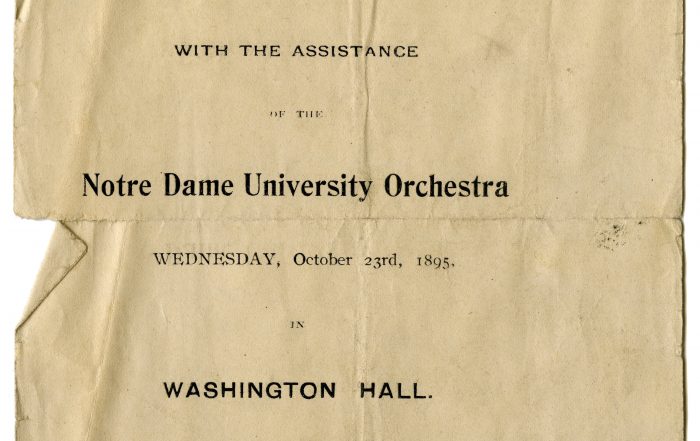 WITH THE ASSISTANCE
OF THE
Notre Dame University Orchestra
WEDNESDAY, October 23rd, 1895.
IN
WASHINGTON HALL.